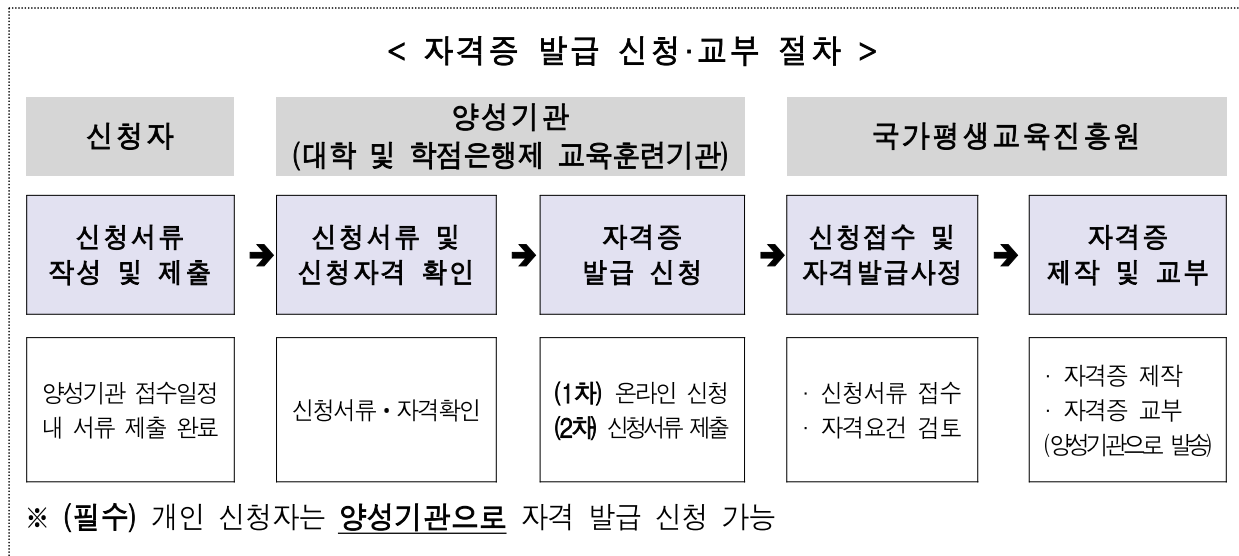 < 자격증 발급 신청·교부 절차 >
신청자
양성기관
(대학 및 학점은행제 교육훈련기관)
국가평생교육진흥원
신청서류
작성 및 제출
➔
신청서류 및
신청자격 확인
➔
자격증
발급 신청
➔
신청접수 및
자격발급사정
➔
자격증
제작 및 교부
양성기관 접수일정
내 서류 제출 완료
신청서류・자격확인
(1차) 온라인 신청
(2차) 신청서류 제출
· 신청서류 접수
· 자격요건 검토
· 자격증 제작
· 자격증 교부
(양성기관으로 발송)
※ (필수) 개인 신청자는 양성기관으로 자격 발급 신청 가능